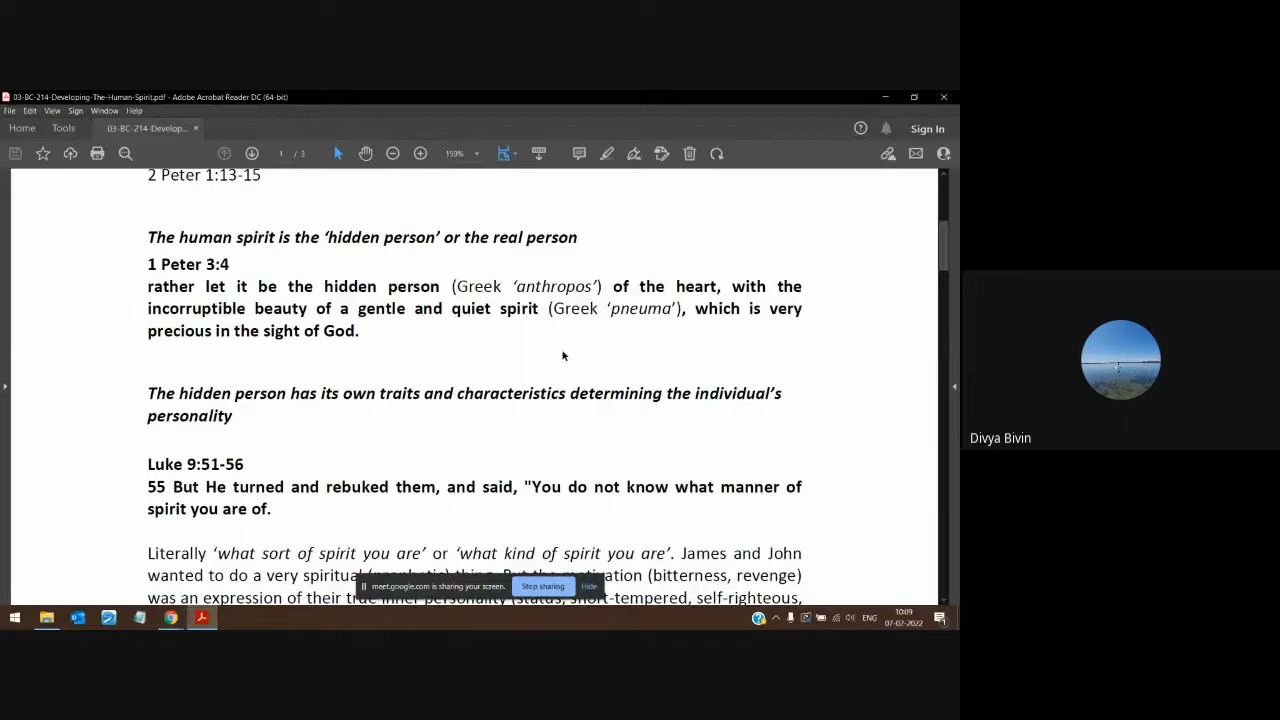 03-BC-214-Developing-The-Human-Spirit.pdf - Adobe Acrobat Reader DC (64-bit)
File Edit View Sign Window Help
Home Tools 03-BC-214-Develop... × Sign In
1 / 3 159%
2 Peter 1:13-15
The human spirit is the ‘hidden person’ or the real person
1 Peter 3:4
rather let it be the hidden person (Greek ‘anthropos’) of the heart, with the
incorruptible beauty of a gentle and quiet spirit (Greek ‘pneuma’), which is very
precious in the sight of God.
The hidden person has its own traits and characteristics determining the individual’s
personality
Luke 9:51-56
55 But He turned and rebuked them, and said, "You do not know what manner of
spirit you are of.
Literally ‘what sort of spirit you are’ or ‘what kind of spirit you are’. James and John
wanted to do a very spiritual (prophetic) thing. But the motivation (bitterness, revenge)
meet.google.com is sharing your screen. Stop sharing Hide
was an expression of their true inner personality (status, short-tempered, self-righteous,
ENG 10:09
07-02-2022
Divya Bivin